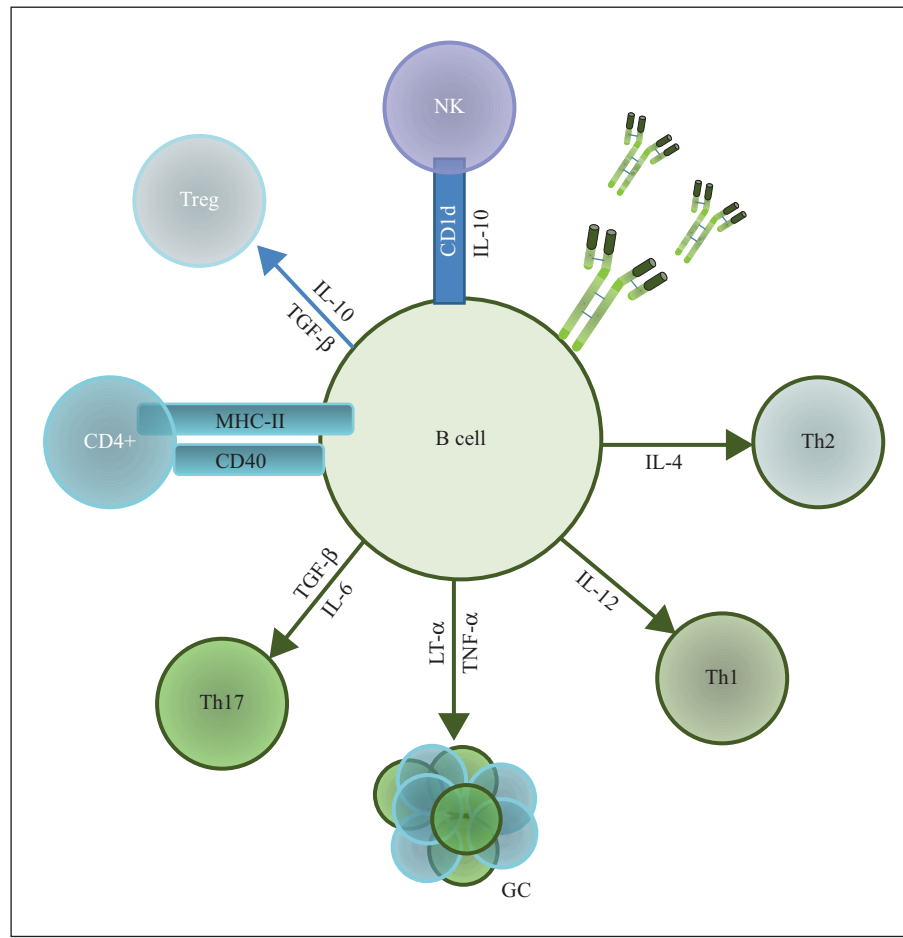 NK
Treg
CD1d
IL-10
IL-10
TGF-β
MHC-II
CD4+
CD40
B cell
Th2
IL-4
TGF-β
IL-6
IL-12
LT-α
TNF-α
Th17
Th1
GC